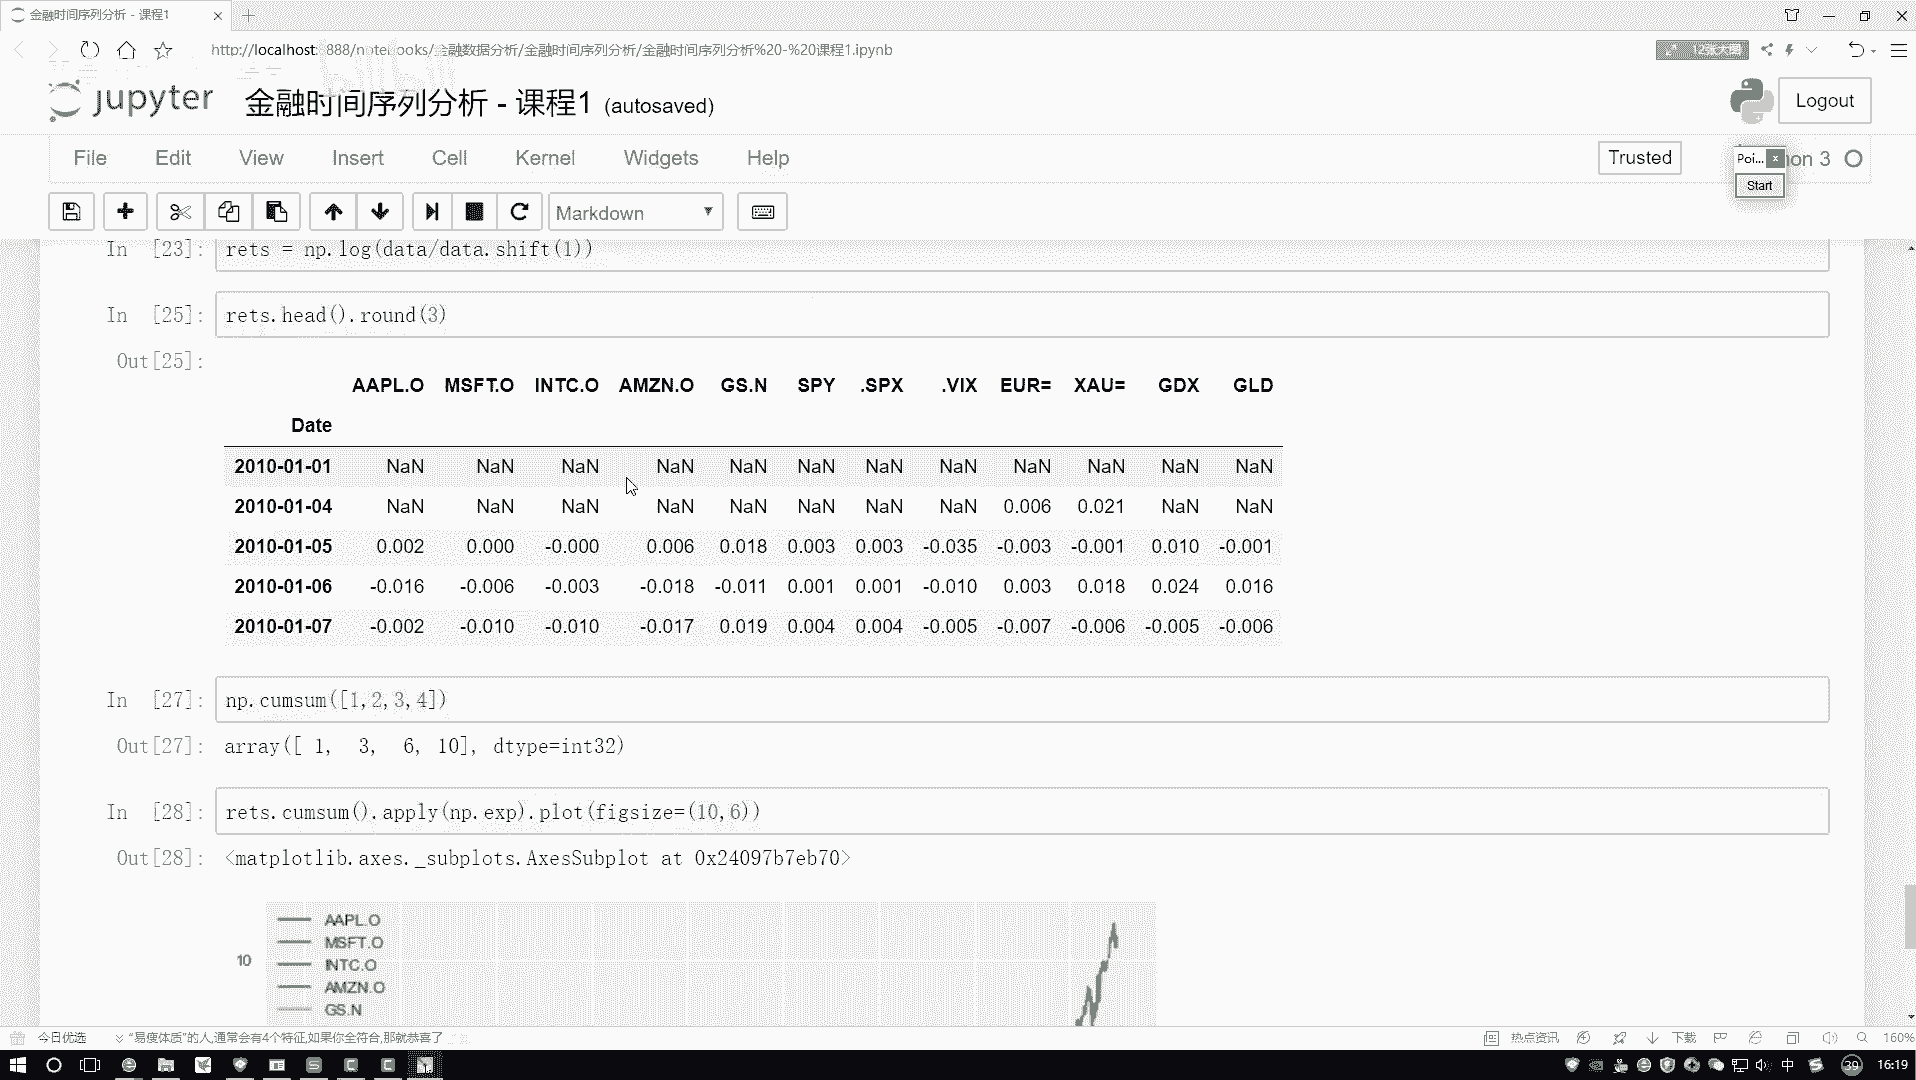 金融时间序列分析 - 课程1
http://localhost:8888/notebooks/金融数据分析/金融时间序列分析/金融时间序列分析%20-%20课程1.ipynb
jupyter 金融时间序列分析 - 课程1 (autosaved)
Logout
File Edit View Insert Cell Kernel Widgets Help
Trusted
Poi...
Start
Markdown
In [23]: rets = np.log(data/data.shift(1))
In [25]: rets.head().round(3)
Out[25]:
AAPL.O MSFT.O INTC.O AMZN.O GS.N SPY .SPX .VIX EUR= XAU= GDX GLD
Date
2010-01-01 NaN NaN NaN NaN NaN NaN NaN NaN NaN NaN NaN NaN
2010-01-04 NaN NaN NaN NaN NaN NaN NaN NaN 0.006 0.021 NaN NaN
2010-01-05 0.002 0.000 -0.000 0.006 0.018 0.003 0.003 -0.035 -0.003 -0.001 0.010 -0.001
2010-01-06 -0.016 -0.006 -0.003 -0.018 -0.011 0.001 0.001 -0.010 0.003 0.018 0.024 0.016
2010-01-07 -0.002 -0.010 -0.010 -0.017 0.019 0.004 0.004 -0.005 -0.007 -0.006 -0.005 -0.006
In [27]: np.cumsum([1,2,3,4])
Out[27]: array([ 1, 3, 6, 10], dtype=int32)
In [28]: rets.cumsum().apply(np.exp).plot(figsize=(10,6))
Out[28]: <matplotlib.axes._subplots.AxesSubplot at 0x24097b7eb70>
AAPL.O
MSFT.O
10
INTC.O
AMZN.O
GS.N
今日优选 “易瘦体质”的人,通常会有4个特征,如果你全符合,那就恭喜了
热点资讯 下载 160%
中 39 16:19